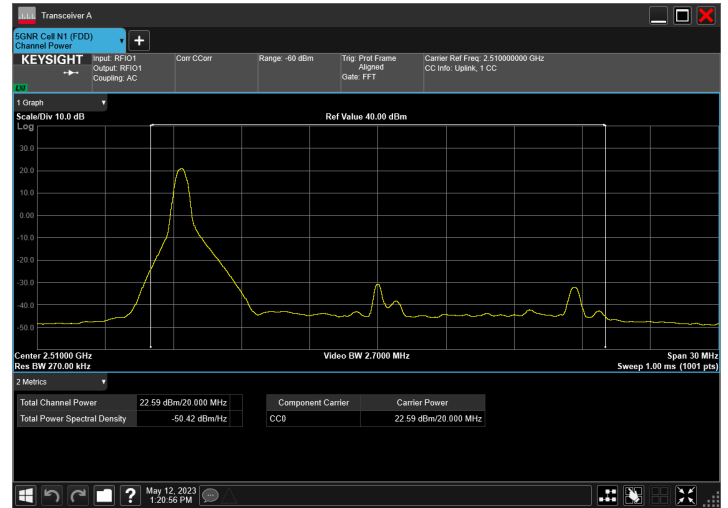 Transceiver A
5GNR Cell N1 (FDD)
Channel Power
KEYSIGHT
LXI
Input: RFIO1
Output: RFIO1
Coupling: AC
Corr CCorr
Range: -60 dBm
Trig: Prot Frame
Aligned
Gate: FFT
Carrier Ref Freq: 2.510000000 GHz
CC Info: Uplink, 1 CC
1 Graph
Scale/Div 10.0 dB
Ref Value 40.00 dBm
Log
30.0
20.0
10.0
0.00
-10.0
-20.0
-30.0
-40.0
-50.0
Center 2.51000 GHz
Video BW 2.7000 MHz
Span 30 MHz
Res BW 270.00 kHz
Sweep 1.00 ms (1001 pts)
2 Metrics
Total Channel Power 22.59 dBm/20.000 MHz
Total Power Spectral Density -50.42 dBm/Hz
Component Carrier Carrier Power
CC0 22.59 dBm/20.000 MHz
May 12, 2023
1:20:56 PM